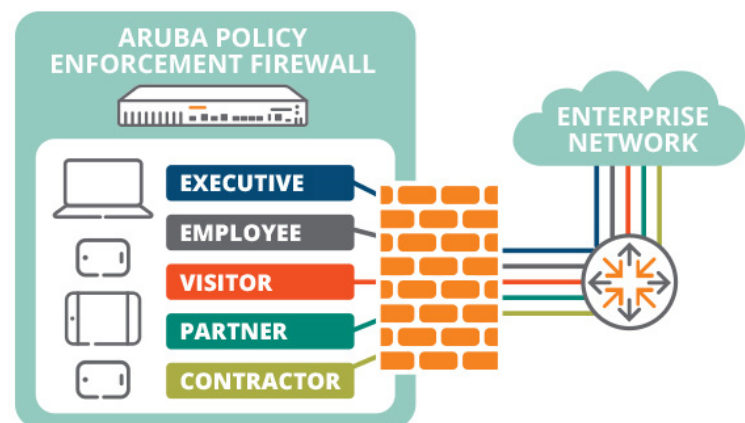 ARUBA POLICY
ENFORCEMENT FIREWALL
ENTERPRISE
NETWORK
EXECUTIVE
EMPLOYEE
VISITOR
PARTNER
CONTRACTOR